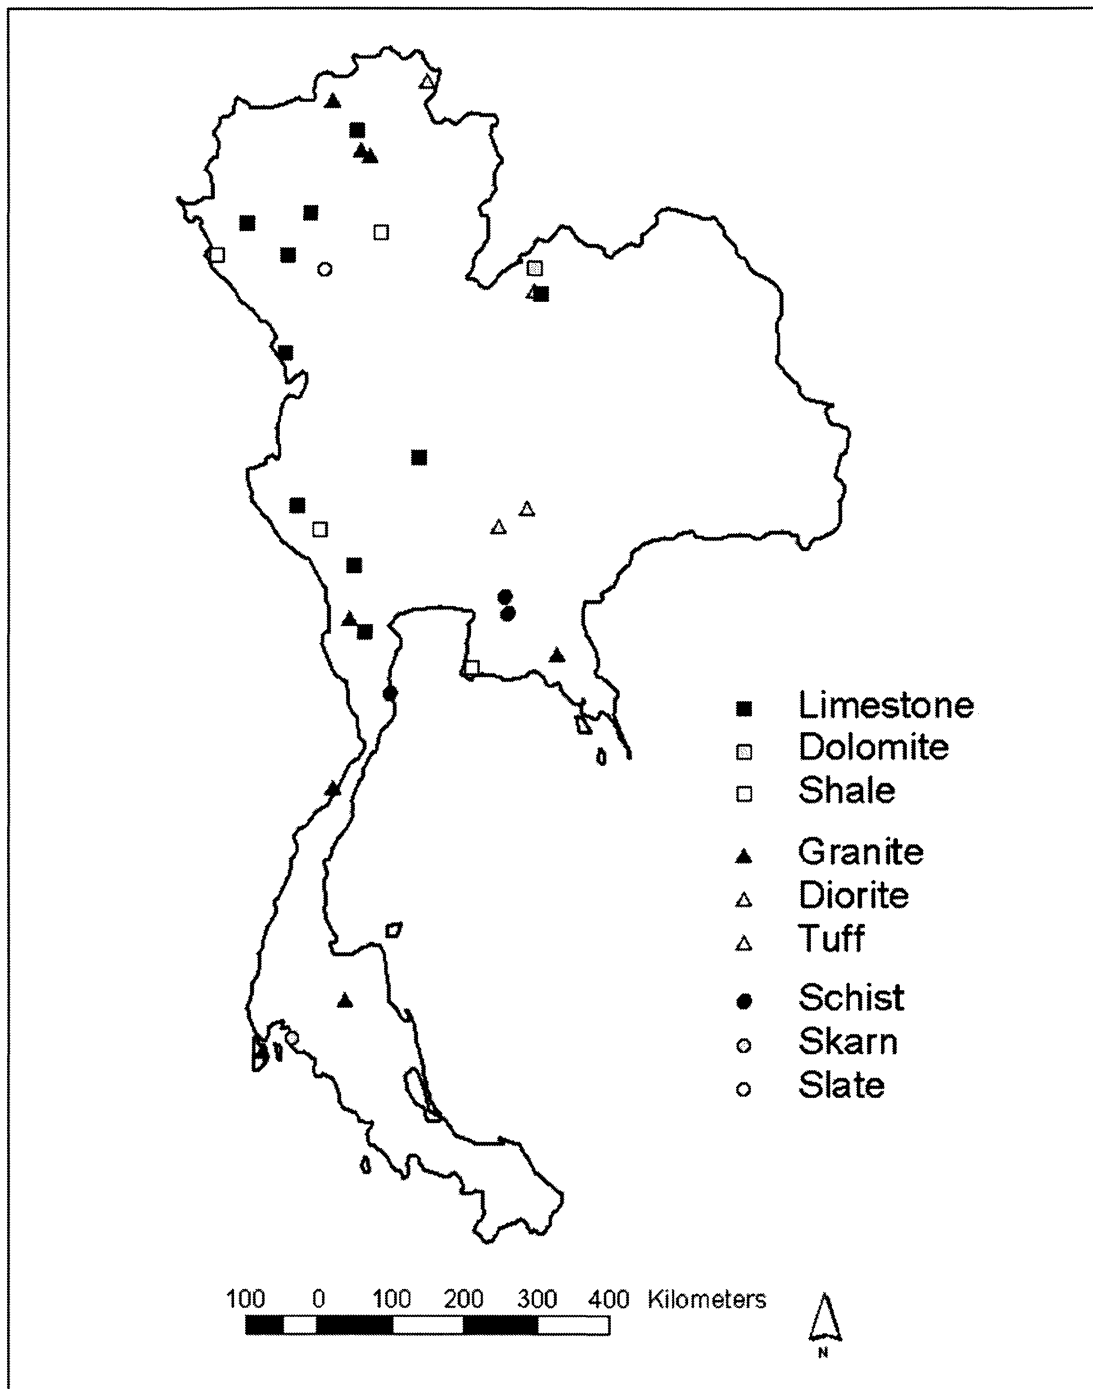 Limestone
Dolomite
Shale
Granite
Diorite
Tuff
Schist
Skarn
Slate
100 0 100 200 300 400 Kilometers
N